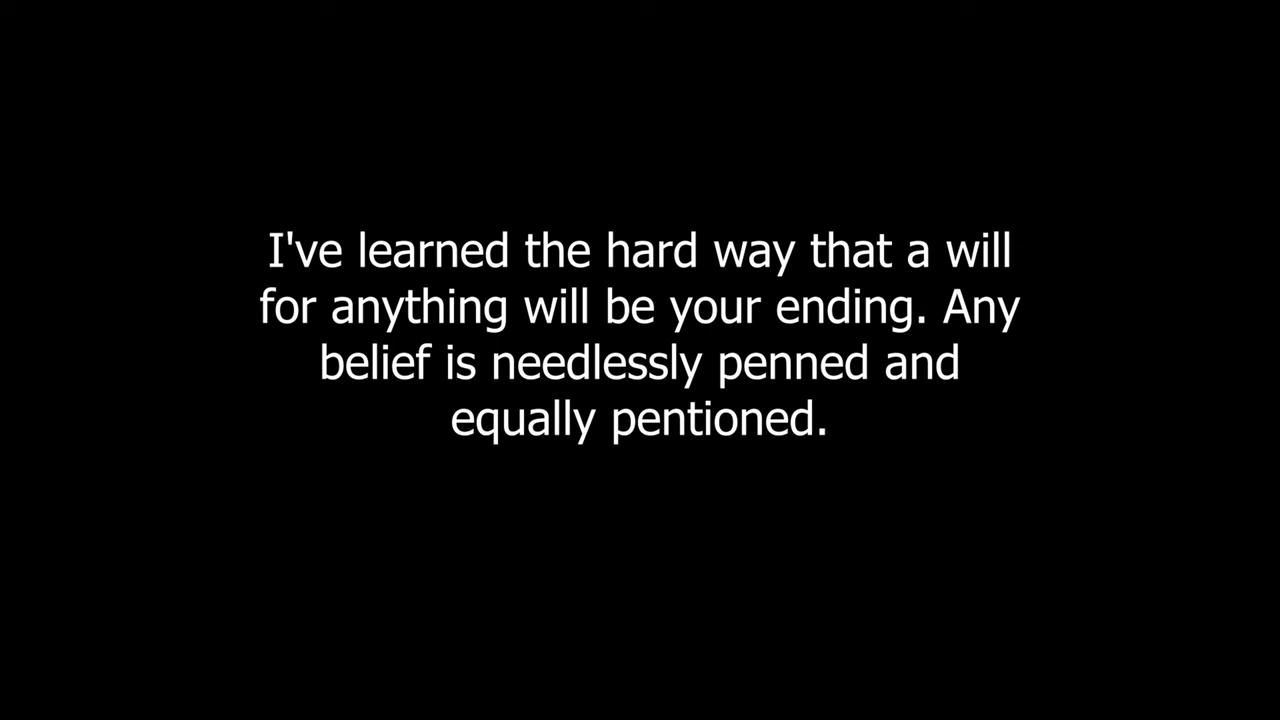 I've learned the hard way that a will
for anything will be your ending. Any
belief is needlessly penned and
equally pentioned.